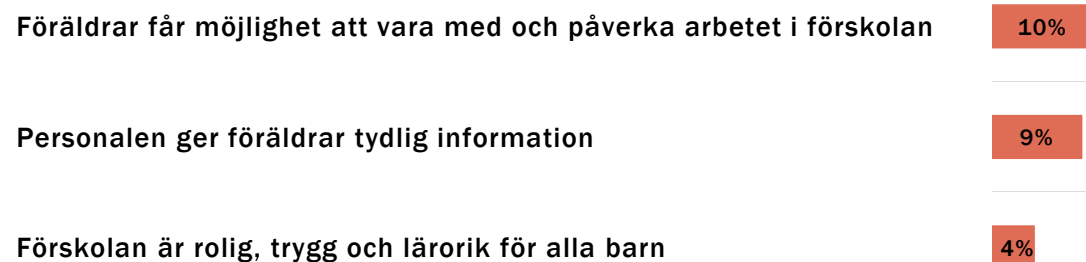 Föräldrar får möjlighet att vara med och påverka arbetet i förskolan 10%
Personalen ger föräldrar tydlig information 9%
Förskolan är rolig, trygg och lärorik för alla barn 4%